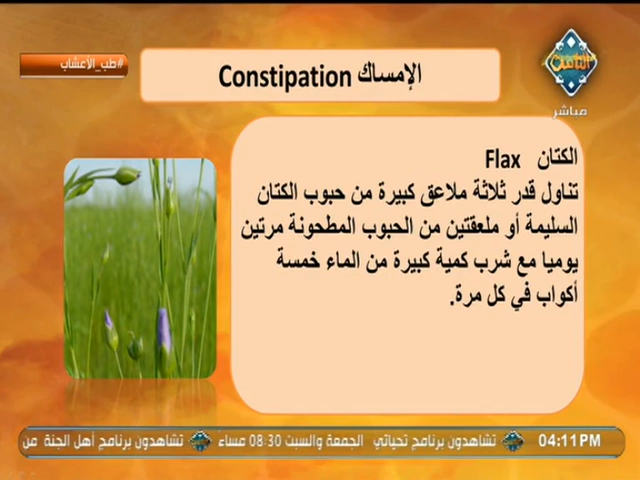 #طب_الأعشاب
الإمساك Constipation
مباشر
الكتان Flax
تناول قدر ثلاثة ملاعق كبيرة من حبوب الكتان
السليمة أو ملعقتين من الحبوب المطحونة مرتين
يوميا مع شرب كمية كبيرة من الماء خمسة
أكواب في كل مرة.
تشاهدون برنامج تحياتي الجمعة والسبت 08:30 مساء تشاهدون برنامج أهل الجنة من
04:11PM